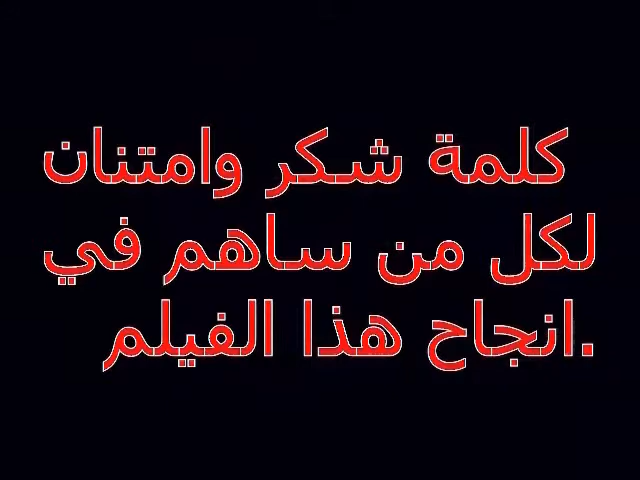 كلمة شكر وامتنان
لكل من ساهم في
.انجاح هذا الفيلم